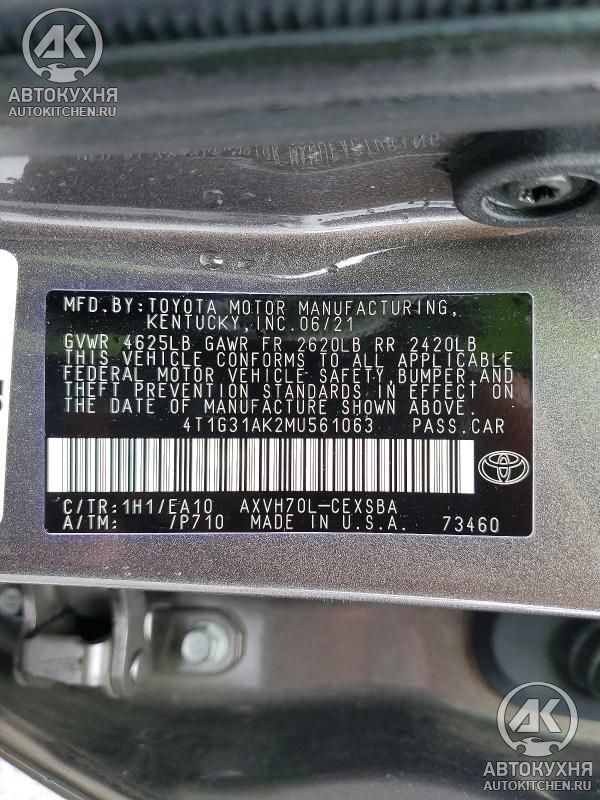 АК
АВТОКУХНЯ
AUTOKITCHEN.RU
MFD. BY: TOYOTA MOTOR MANUFACTURING,
KENTUCKY, INC. 06/21
GVWR 4625LB GAWR FR 2620LB RR 2420LB
THIS VEHICLE CONFORMS TO ALL APPLICABLE
FEDERAL MOTOR VEHICLE SAFETY, BUMPER, AND
THEFT PREVENTION STANDARDS IN EFFECT ON
THE DATE OF MANUFACTURE SHOWN ABOVE.
4T1G31AK2MU561063 PASS. CAR
C/TR: 1H1/EA10 AXVH70L-CEXSBA
A/TM: /P710 MADE IN U.S.A. 73460
АК
АВТОКУХНЯ
AUTOKITCHEN.RU